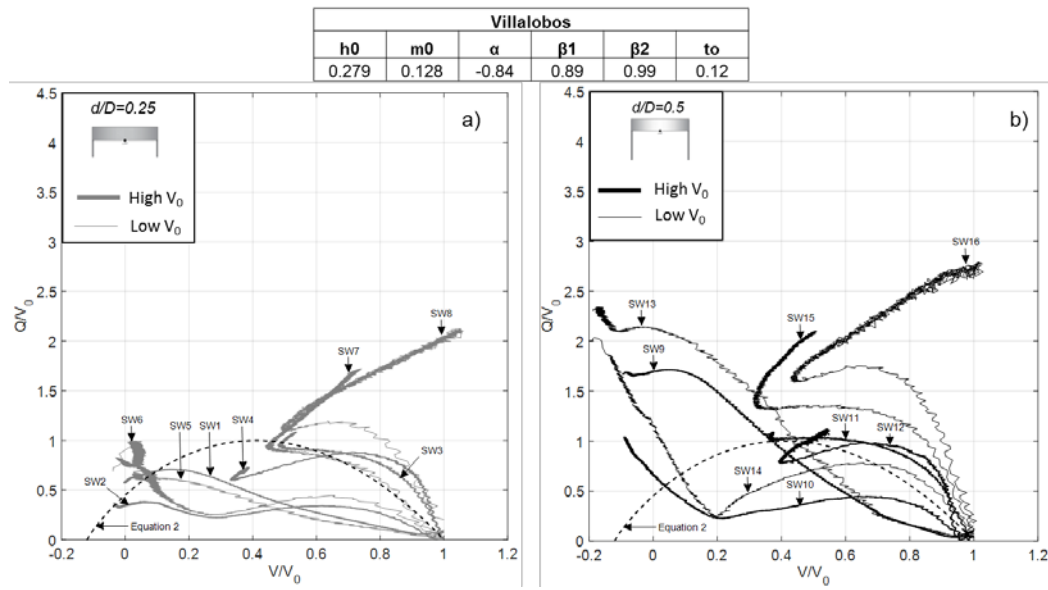 Villalobos
h0 m0 α β1 β2 to
0.279 0.128 -0.84 0.89 0.99 0.12
a)
d/D=0.25
High V0
Low V0
4.5
4
3.5
3
2.5
2
1.5
1
0.5
0
Q/V0
SW8
SW7
SW6
SW5
SW1
SW4
SW3
SW2
Equation 2
-0.2 0 0.2 0.4 0.6 0.8 1 1.2
V/V0
b)
d/D=0.5
High V0
Low V0
4.5
4
3.5
3
2.5
2
1.5
1
0.5
0
Q/V0
SW16
SW13
SW15
SW9
SW11
SW12
SW14
SW10
Equation 2
-0.2 0 0.2 0.4 0.6 0.8 1 1.2
V/V0